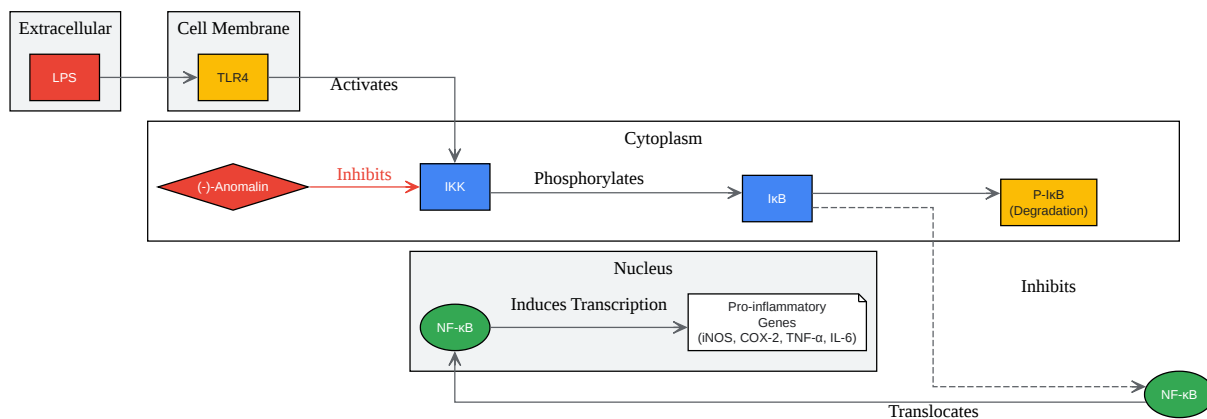 Extracellular
Cell Membrane
LPS
TLR4
Activates
Cytoplasm
(-)-Anomalin
Inhibits
IKK
Phosphorylates
IκB
P-IκB
(Degradation)
Nucleus
Inhibits
NF-κB
Induces Transcription
Pro-inflammatory
Genes
(iNOS, COX-2, TNF-α, IL-6)
NF-κB
Translocates